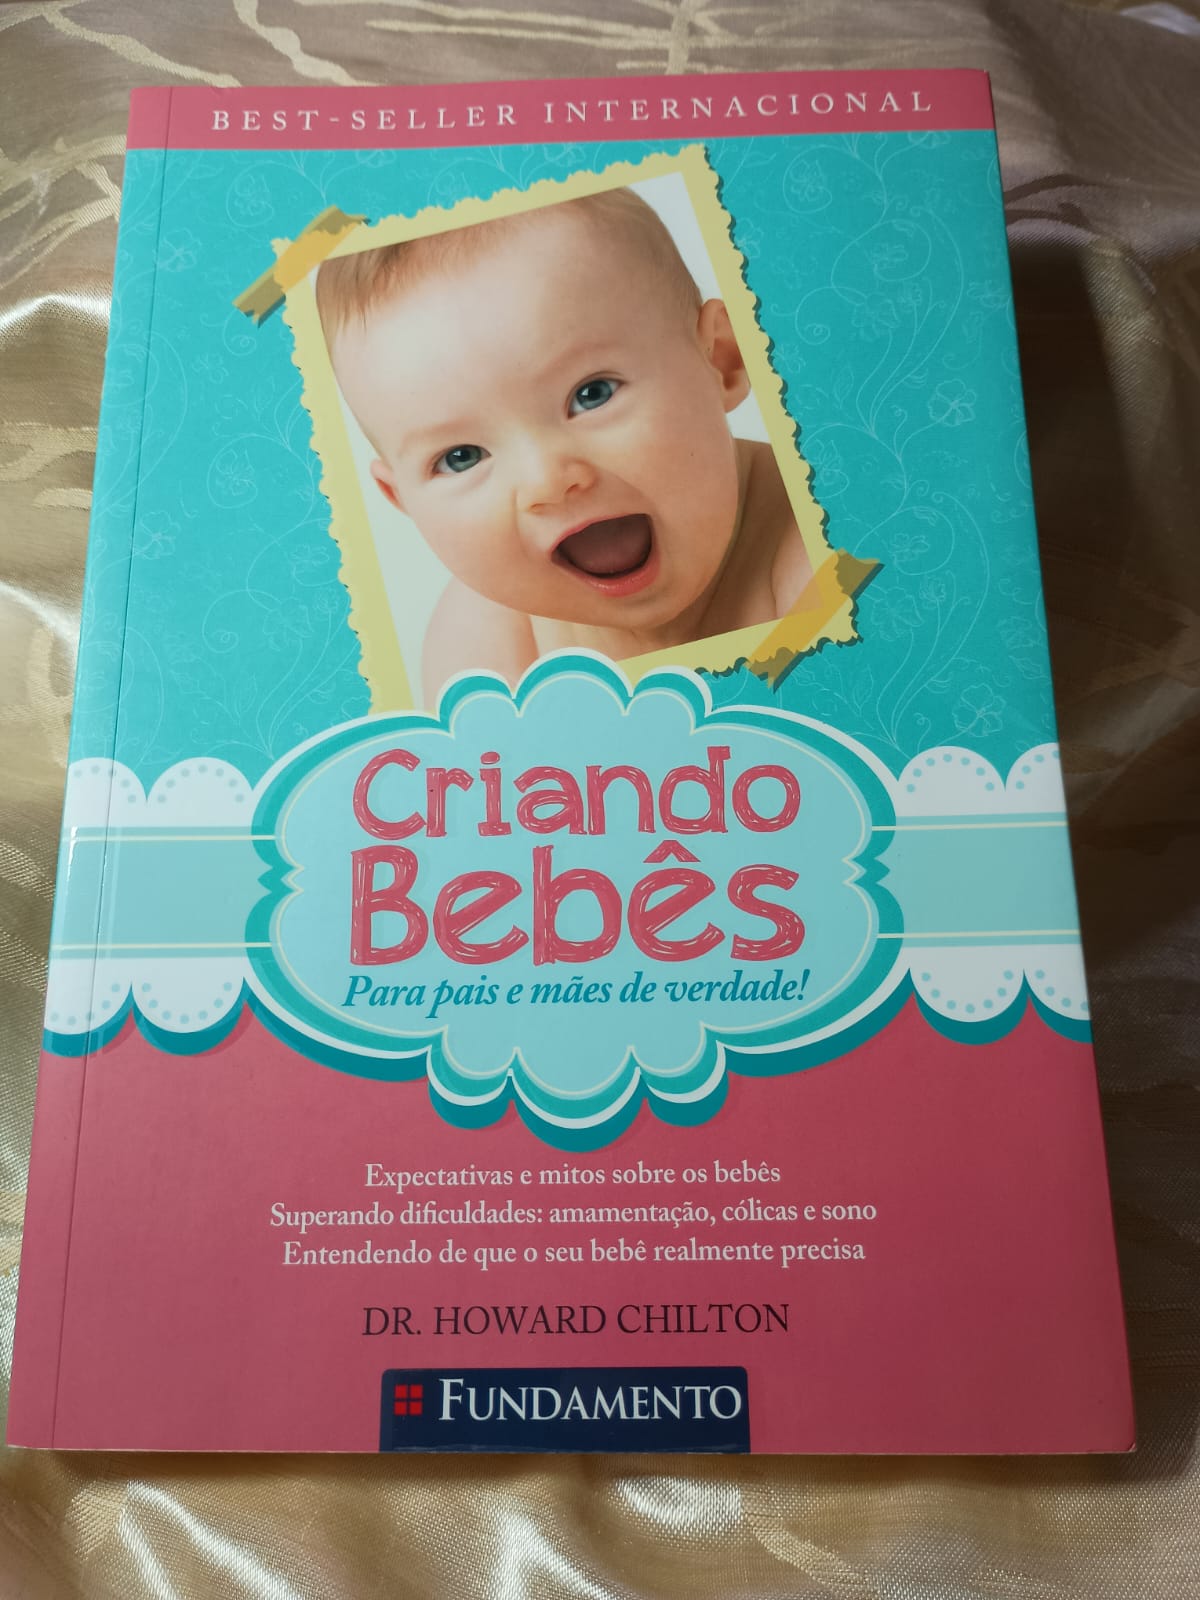 BEST-SELLER INTERNACIONAL
Criando
Bebês
Para pais e mães de verdade!
Expectativas e mitos sobre os bebês
Superando dificuldades: amamentação, cólicas e sono
Entendendo de que o seu bebê realmente precisa
DR. HOWARD CHILTON
FUNDAMENTO